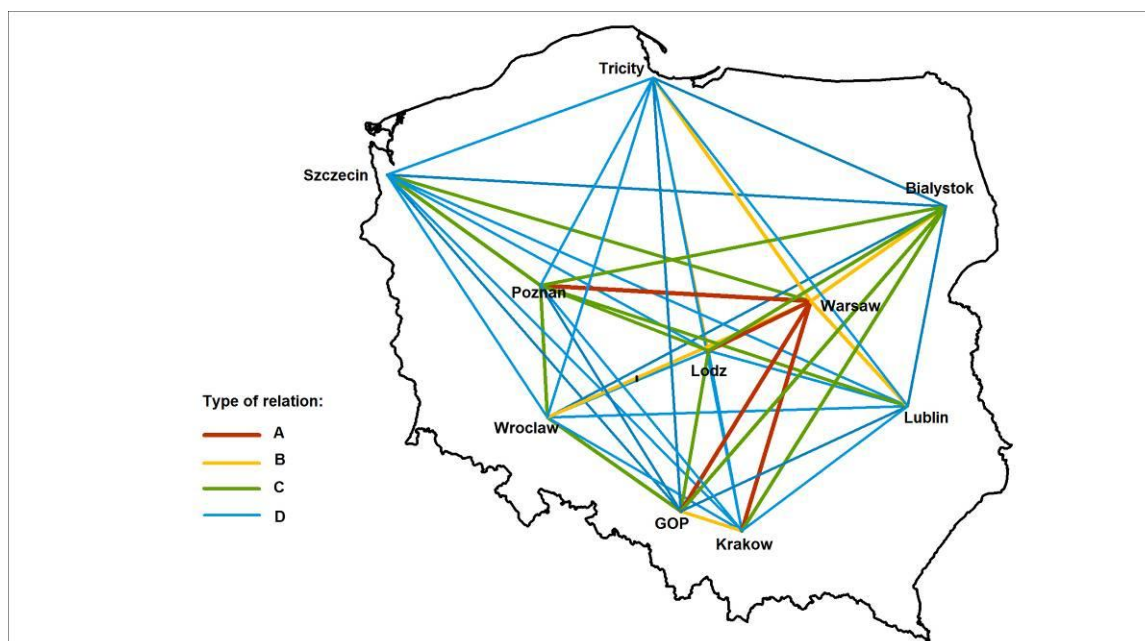 Tricity
Szczecin
Bialystok
Poznan
Warsaw
Lodz
Type of relation:
A
B
C
D
Wroclaw
Lublin
GOP
Krakow